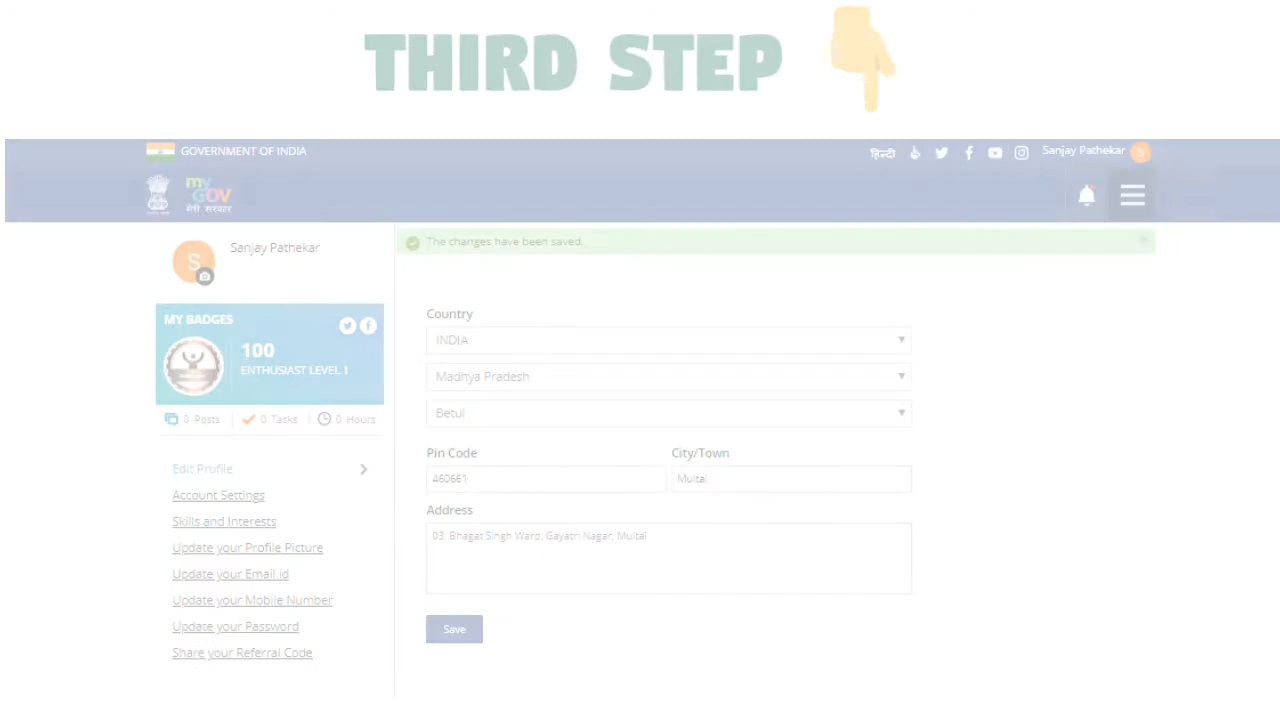 THIRD STEP
GOVERNMENT OF INDIA
हिन्दी
Sanjay Pathekar S
my
GOV
मेरी सरकार
S
Sanjay Pathekar
The changes have been saved.
MY BADGES
100
ENTHUSIAST LEVEL 1
0 Posts
0 Tasks
0 Hours
Edit Profile
Account Settings
Skills and Interests
Update your Profile Picture
Update your Email id
Update your Mobile Number
Update your Password
Share your Referral Code
Country
INDIA
Madhya Pradesh
Betul
Pin Code
City/Town
460661
Multai
Address
03, Bhagat Singh Ward, Gayatri Nagar, Multai
Save